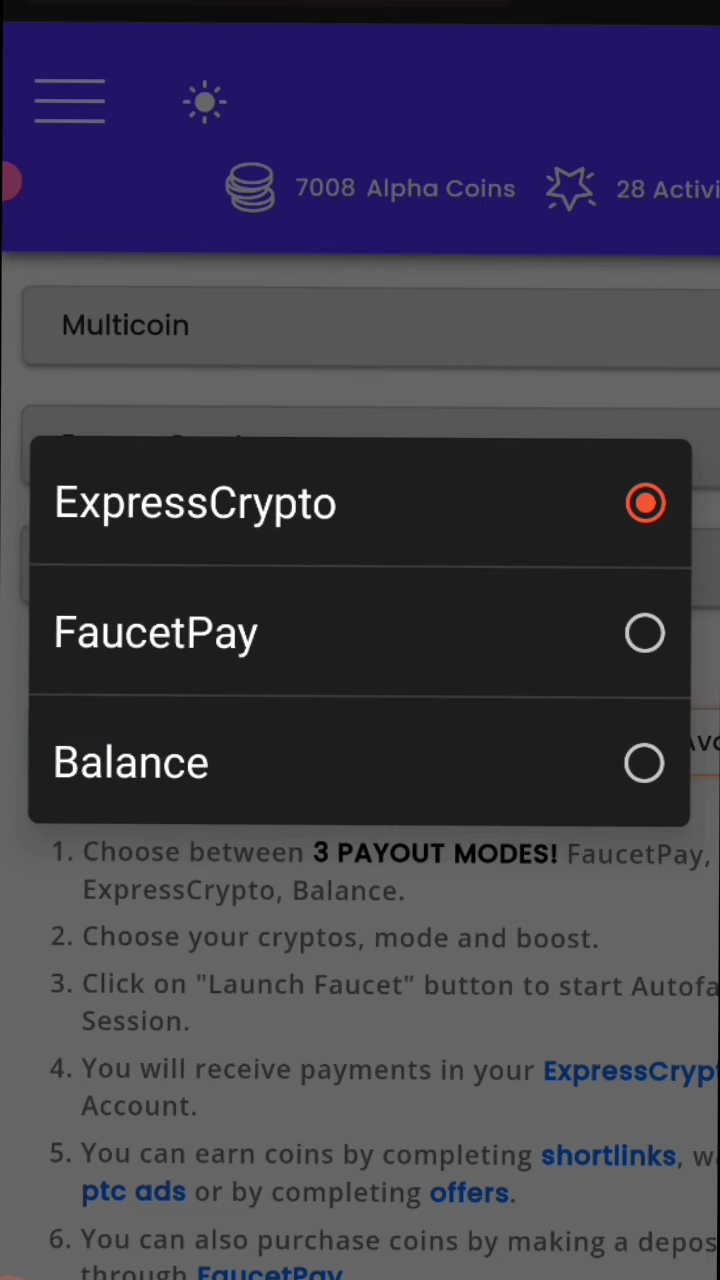 7008 Alpha Coins
28 Activi
Multicoin
ExpressCrypto
FaucetPay
Balance
1. Choose between 3 PAYOUT MODES! FaucetPay,
ExpressCrypto, Balance.
2. Choose your cryptos, mode and boost.
3. Click on "Launch Faucet" button to start Autofa
Session.
4. You will receive payments in your ExpressCryp
Account.
5. You can earn coins by completing shortlinks, w
ptc ads or by completing offers.
6. You can also purchase coins by making a depos
through FaucetPay